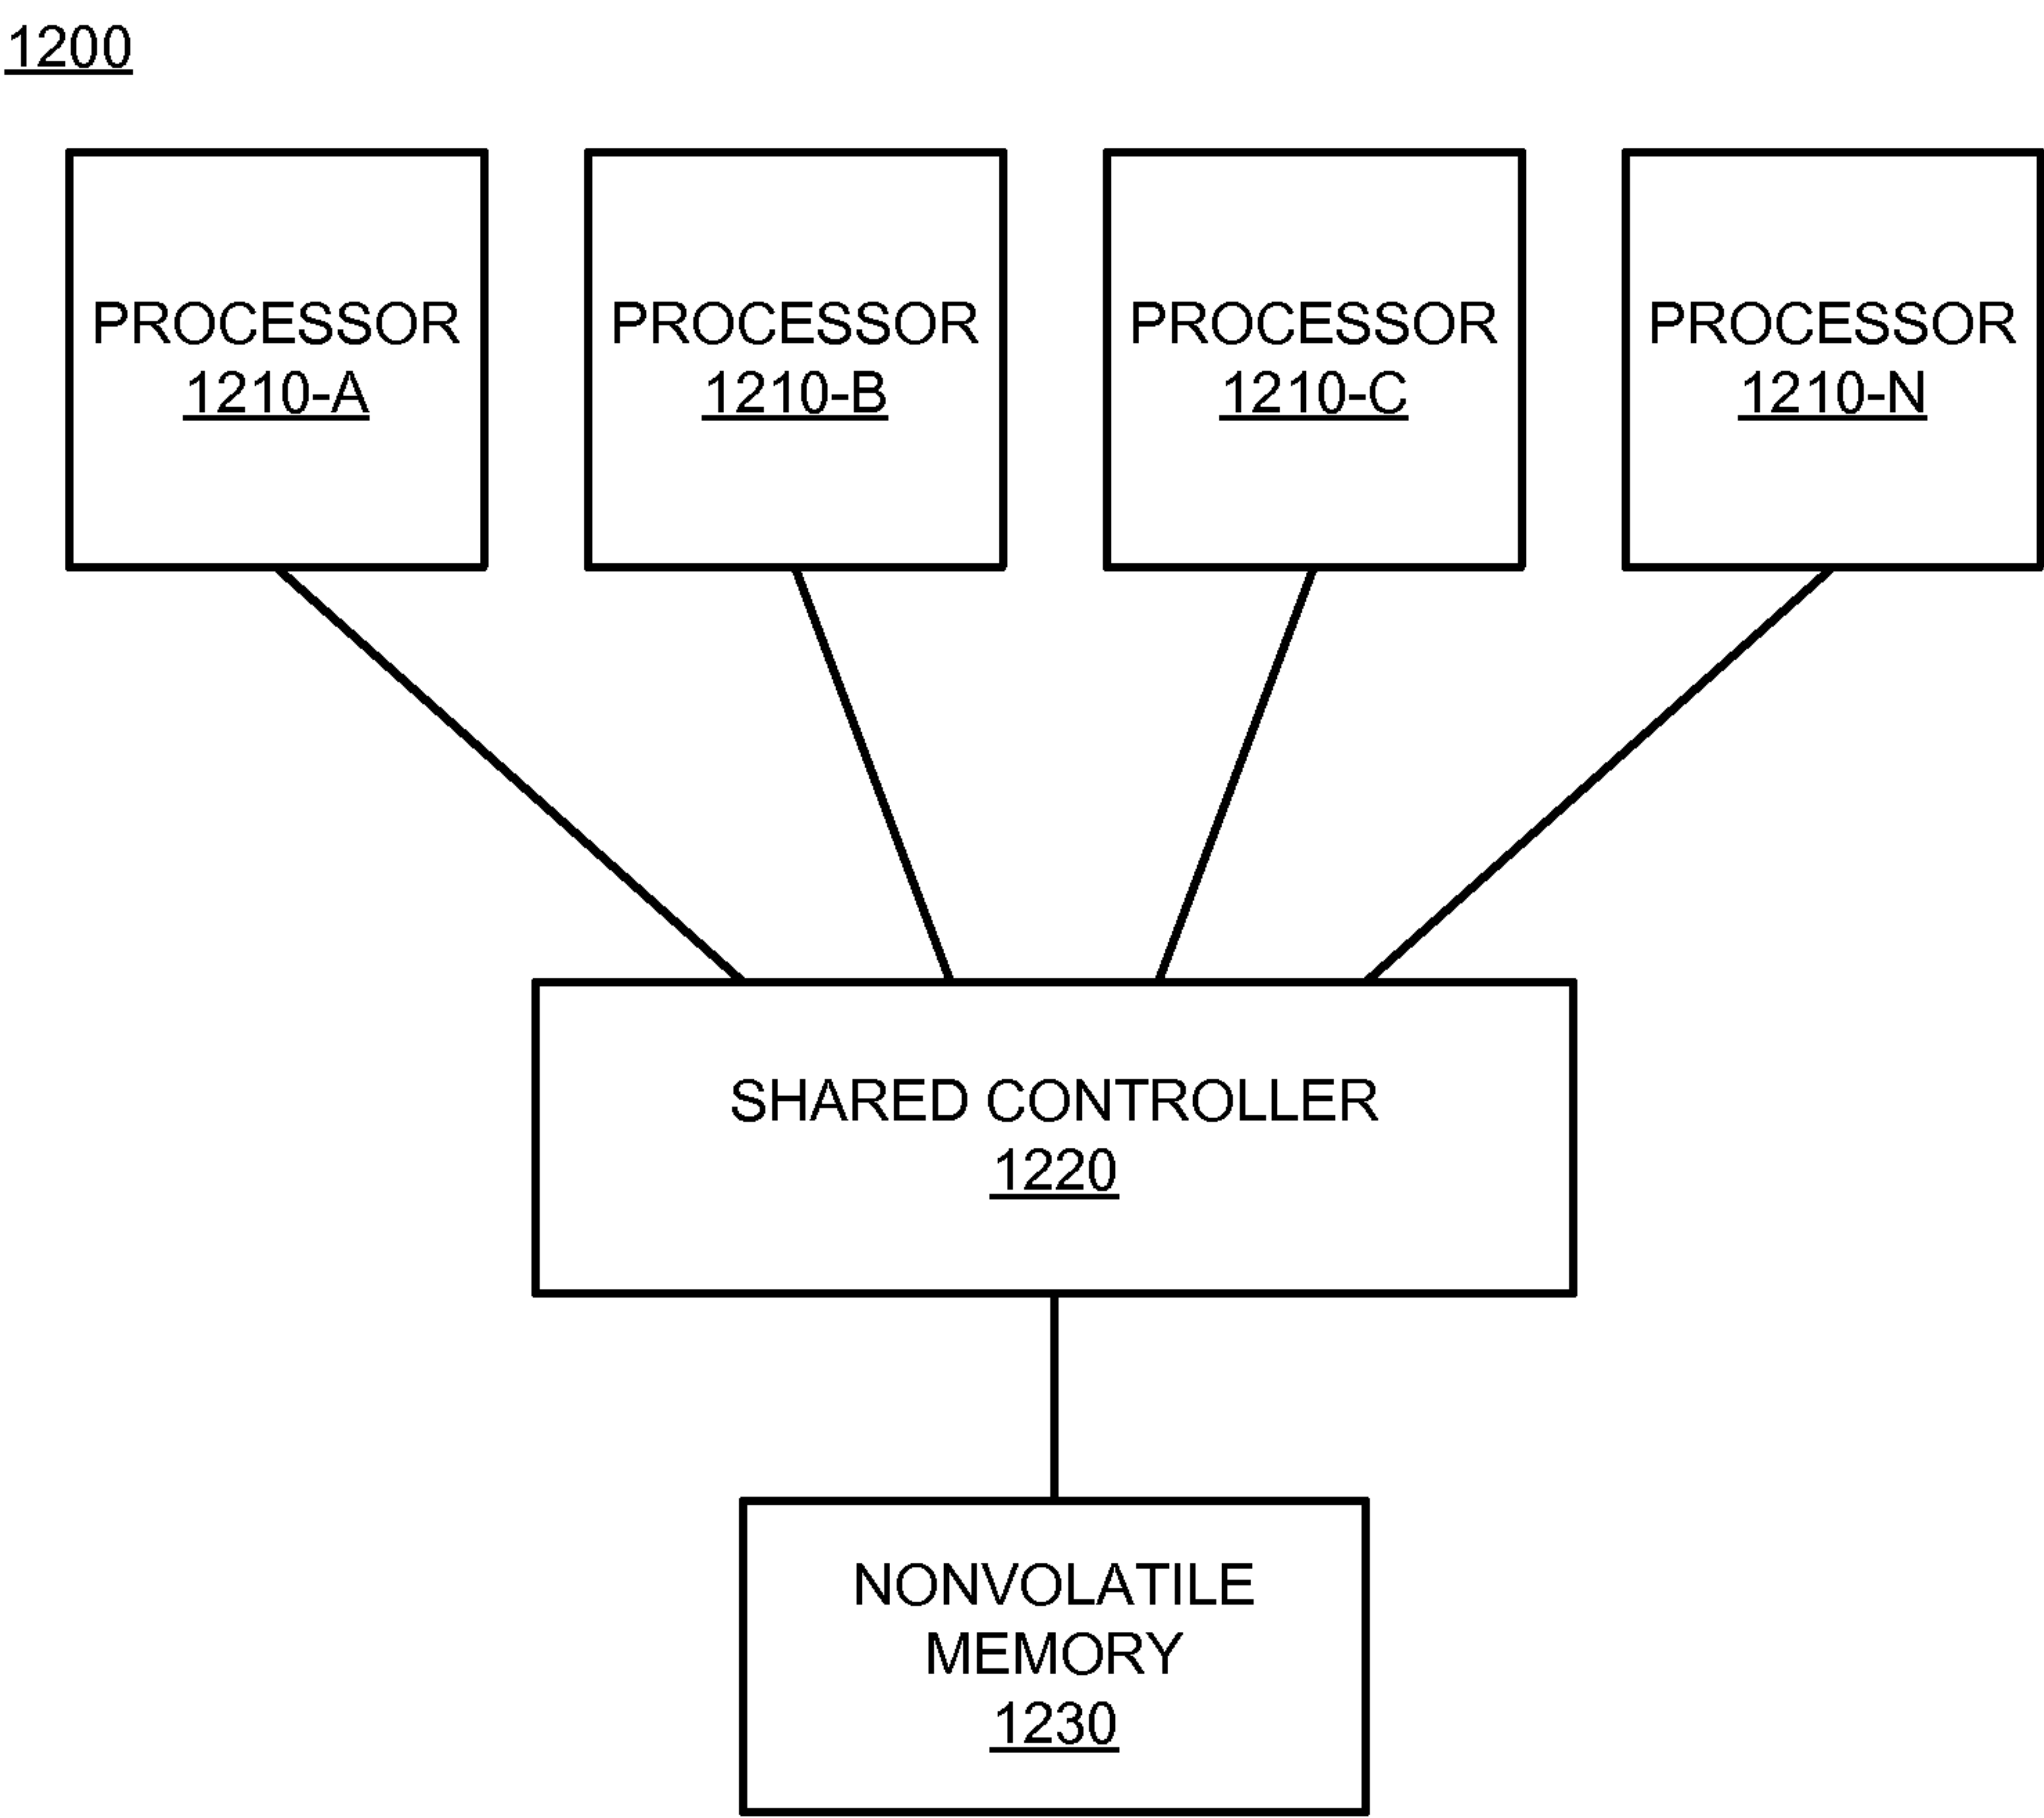 1200
PROCESSOR
1210-A
PROCESSOR
1210-B
PROCESSOR
1210-C
PROCESSOR
1210-N
SHARED CONTROLLER
1220
NONVOLATILE
MEMORY
1230